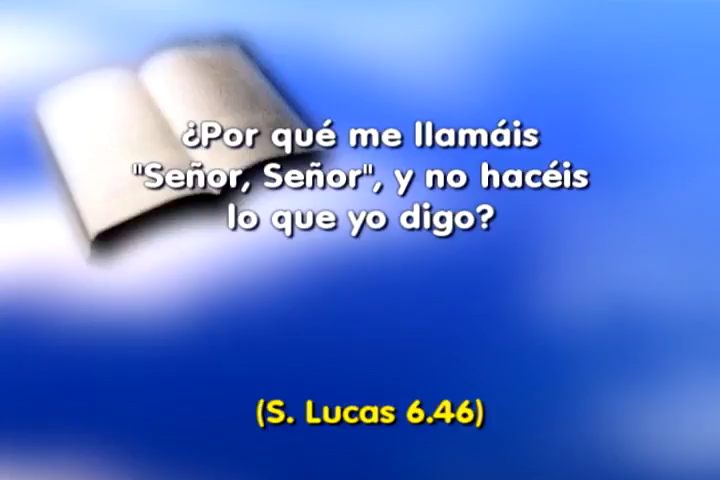 ¿Por qué me llamáis
"Señor, Señor", y no hacéis
lo que yo digo?
(S. Lucas 6.46)